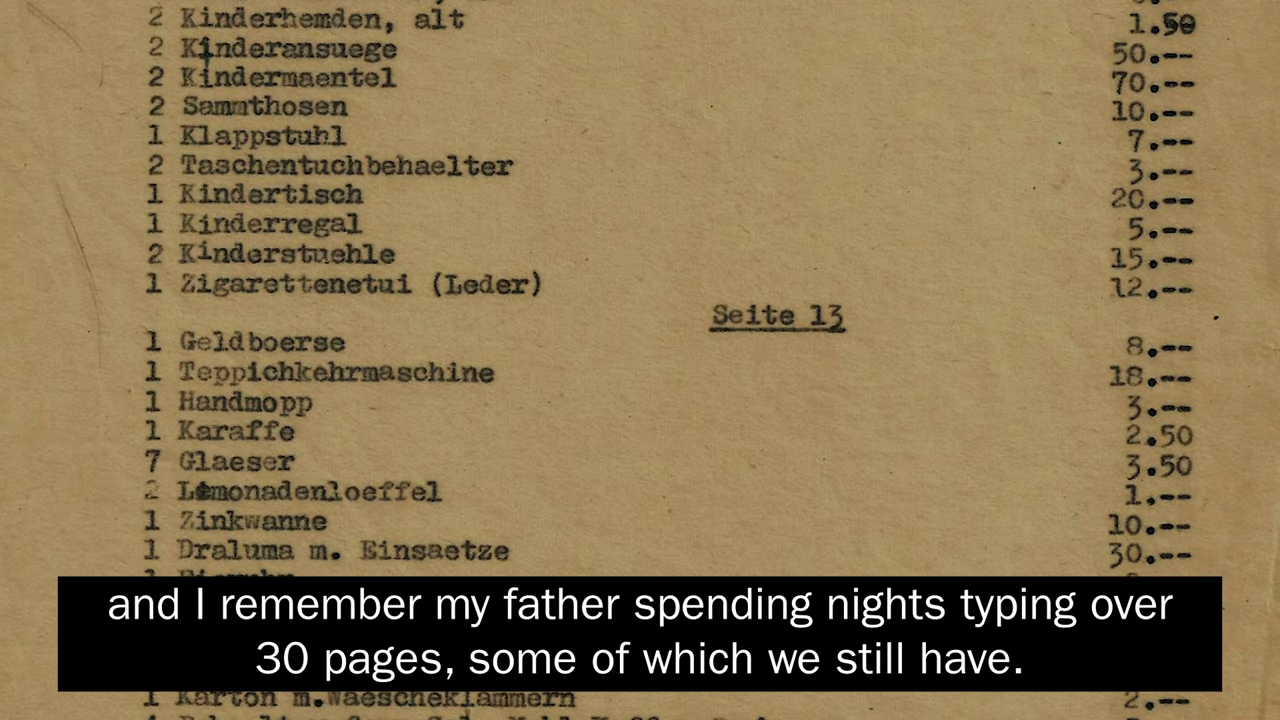 2 Kinderhemden, alt 1.50
2 Kinderansuege 50.--
2 Kindermaentel 70.--
2 Sammthosen 10.--
1 Klappstuhl 7.--
2 Taschentuchbehaelter 3.--
1 Kindertisch 20.--
1 Kinderregal 5.--
2 Kinderstuehle 15.--
1 Zigarettenetui (Leder) 12.--
Seite 13
1 Geldboerse 8.--
1 Teppichkehrmaschine 18.--
1 Handmopp 3.--
1 Karaffe 2.50
7 Glaeser 3.50
2 Lemonadenloeffel 1.--
1 Zinkwanne 10.--
1 Draluma m. Einsaetze 30.--
and I remember my father spending nights typing over
30 pages, some of which we still have.
1 Karton m.Waescheklammern 2.--